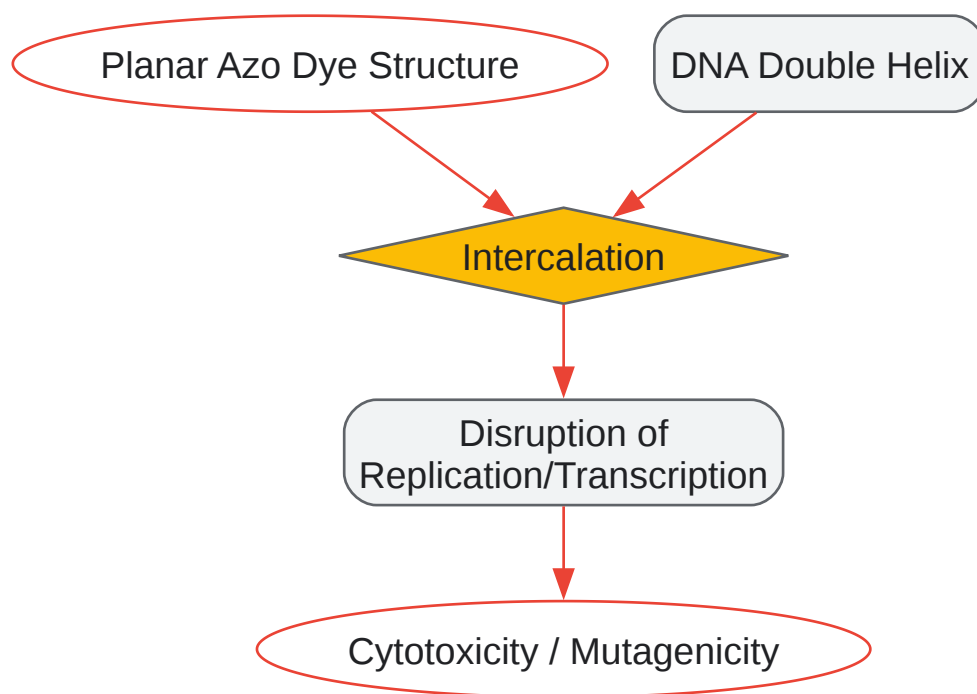 Planar Azo Dye Structure
DNA Double Helix
Intercalation
Disruption of
Replication/Transcription
Cytotoxicity / Mutagenicity